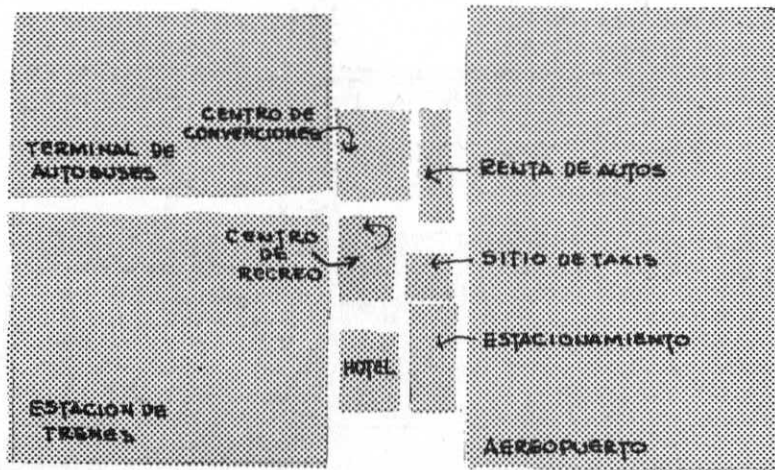 CENTRO DE
CONVENCIONES
TERMINAL DE
AUTOBUSES
RENTA DE AUTOS
CENTRO
DE
RECREO
SITIO DE TAXIS
ESTACIONAMIENTO
HOTEL
ESTACION DE
TRENES
AEREOPUERTO